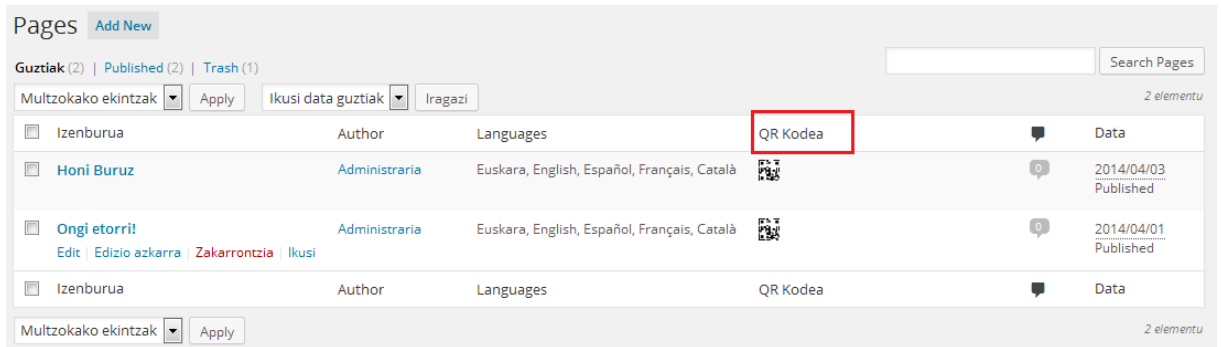 Pages Add New
Guztiak (2) | Published (2) | Trash (1) Search Pages
Multzokako ekintzak Apply Ikusi data guztiak Iragazi 2 elementu
Izenburua Author Languages QR Kodea Data
Honi Buruz Administraria Euskara, English, Español, Français, Català 0 2014/04/03
Published
Ongi etorri! Administraria Euskara, English, Español, Français, Català 0 2014/04/01
Edit | Edizio azkarra | Zakarrontzia | Ikusi Published
Izenburua Author Languages QR Kodea Data
Multzokako ekintzak Apply 2 elementu